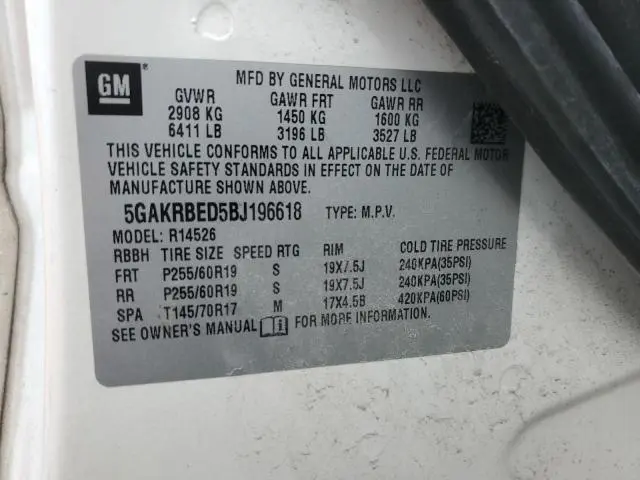 GM
MFD BY GENERAL MOTORS LLC
GVWR GAWR FRT GAWR RR
2908 KG 1450 KG 1600 KG
6411 LB 3196 LB 3527 LB
THIS VEHICLE CONFORMS TO ALL APPLICABLE U.S. FEDERAL MOTOR
VEHICLE SAFETY STANDARDS IN EFFECT ON THE DATE OF
MANUFACTURE SHOWN ABOVE.
5GAKRBED5BJ196618 TYPE: M.P.V.
MODEL: R14526
RBBH TIRE SIZE SPEED RTG RIM COLD TIRE PRESSURE
FRT P255/60R19 S 19X7.5J 240KPA(35PSI)
RR P255/60R19 S 19X7.5J 240KPA(35PSI)
SPA T145/70R17 M 17X4.5B 420KPA(60PSI)
SEE OWNER'S MANUAL i FOR MORE INFORMATION.